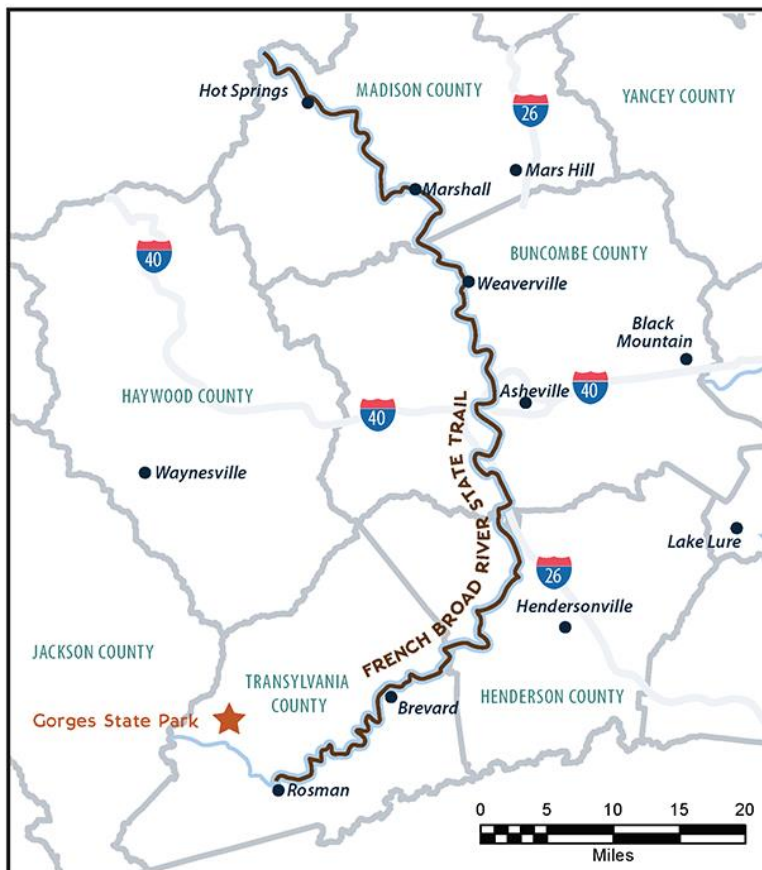 Hot Springs
MADISON COUNTY
26
YANCEY COUNTY
Mars Hill
Marshall
40
BUNCOMBE COUNTY
Weaverville
Black
Mountain
HAYWOOD COUNTY
40
Asheville
40
FRENCH BROAD RIVER STATE TRAIL
Waynesville
Lake Lure
26
Hendersonville
JACKSON COUNTY
TRANSYLVANIA
COUNTY
HENDERSON COUNTY
Brevard
Gorges State Park
Rosman
0 5 10 15 20
Miles